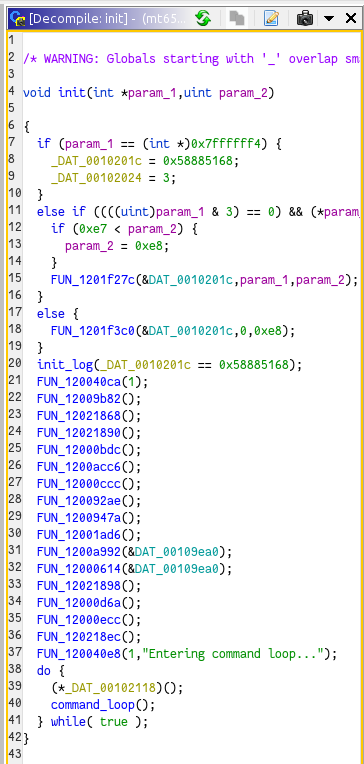 [Decompile: init] - (mt65
1
2 /* WARNING: Globals starting with '_' overlap sm
3
4 void init(int *param_1,uint param_2)
5
6 {
7 if (param_1 == (int *)0x7ffffff4) {
8 _DAT_0010201c = 0x58885168;
9 _DAT_00102024 = 3;
10 }
11 else if ((((uint)param_1 & 3) == 0) && (*param_
12 if (0xe7 < param_2) {
13 param_2 = 0xe8;
14 }
15 FUN_1201f27c(&DAT_0010201c,param_1,param_2);
16 }
17 else {
18 FUN_1201f3c0(&DAT_0010201c,0,0xe8);
19 }
20 init_log(_DAT_0010201c == 0x58885168);
21 FUN_120040ca(1);
22 FUN_12009b82();
23 FUN_12021868();
24 FUN_12021890();
25 FUN_12000bdc();
26 FUN_1200acc6();
27 FUN_12000ccc();
28 FUN_120092ae();
29 FUN_1200947a();
30 FUN_12001ad6();
31 FUN_1200a992(&DAT_00109ea0);
32 FUN_12000614(&DAT_00109ea0);
33 FUN_12021898();
34 FUN_12000d6a();
35 FUN_12000ecc();
36 FUN_120218ec();
37 FUN_120040e8(1,"Entering command loop...");
38 do {
39 (*_DAT_00102118)();
40 command_loop();
41 } while( true );
42 }
43